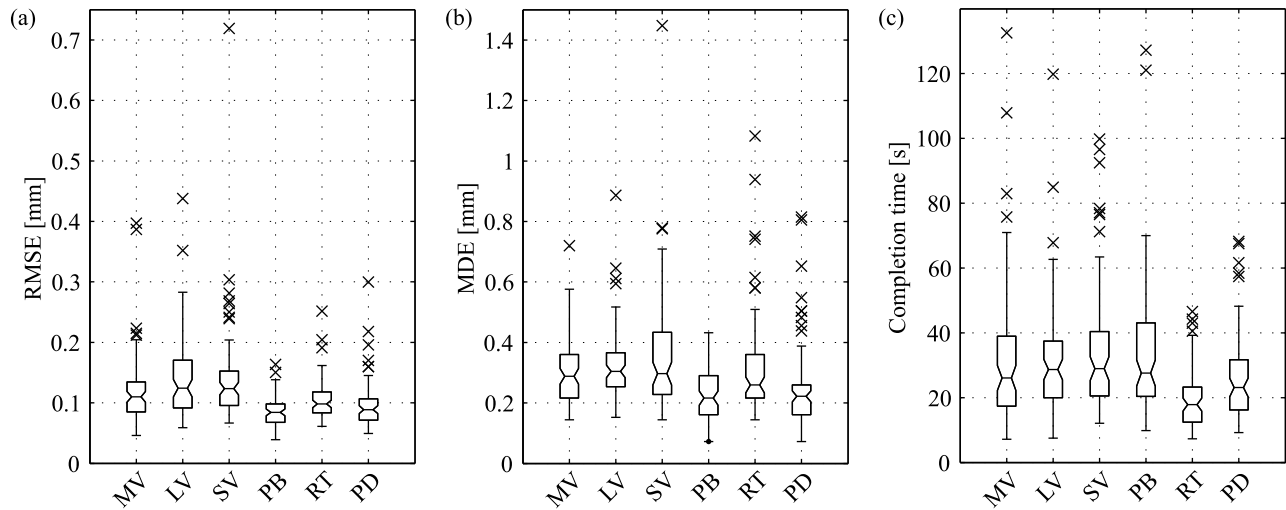 (a)
RMSE [mm]
0.7
0.6
0.5
0.4
0.3
0.2
0.1
0
MV LV SV PB RT PD
(b)
MDE [mm]
1.4
1.2
1
0.8
0.6
0.4
0.2
0
MV LV SV PB RT PD
(c)
Completion time [s]
120
100
80
60
40
20
0
MV LV SV PB RT PD